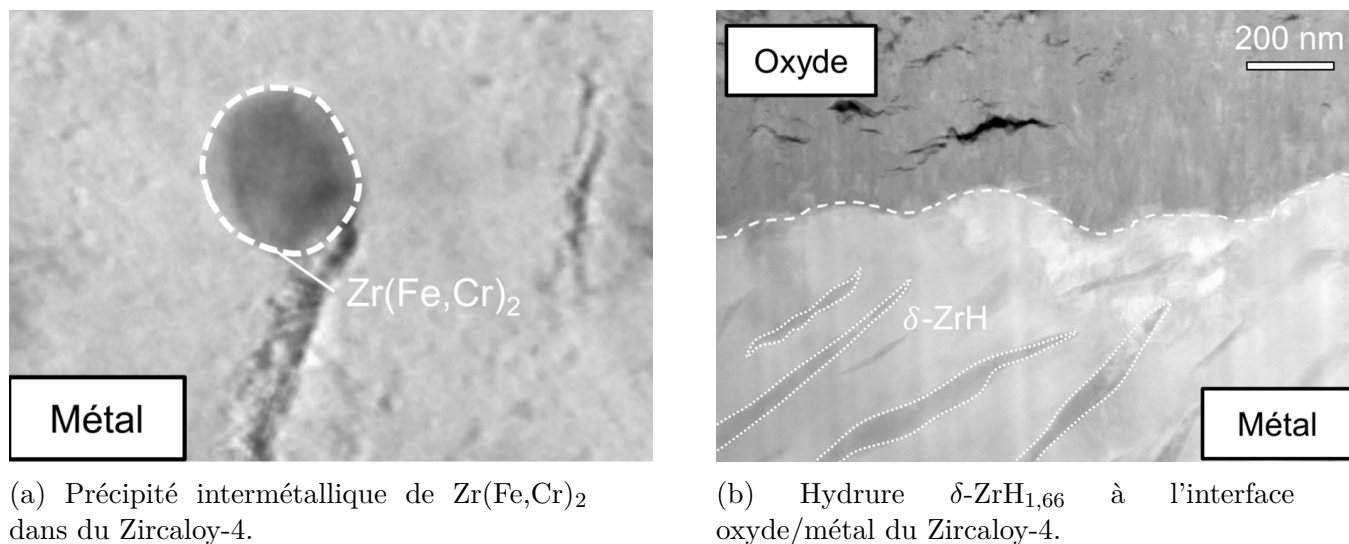 Zr(Fe,Cr)₂
Métal
(a) Précipité intermétallique de Zr(Fe,Cr)₂
dans du Zircaloy-4.
Oxyde
200 nm
δ-ZrH
Métal
(b) Hydrure δ-ZrH₁,₆₆ à l'interface
oxyde/métal du Zircaloy-4.